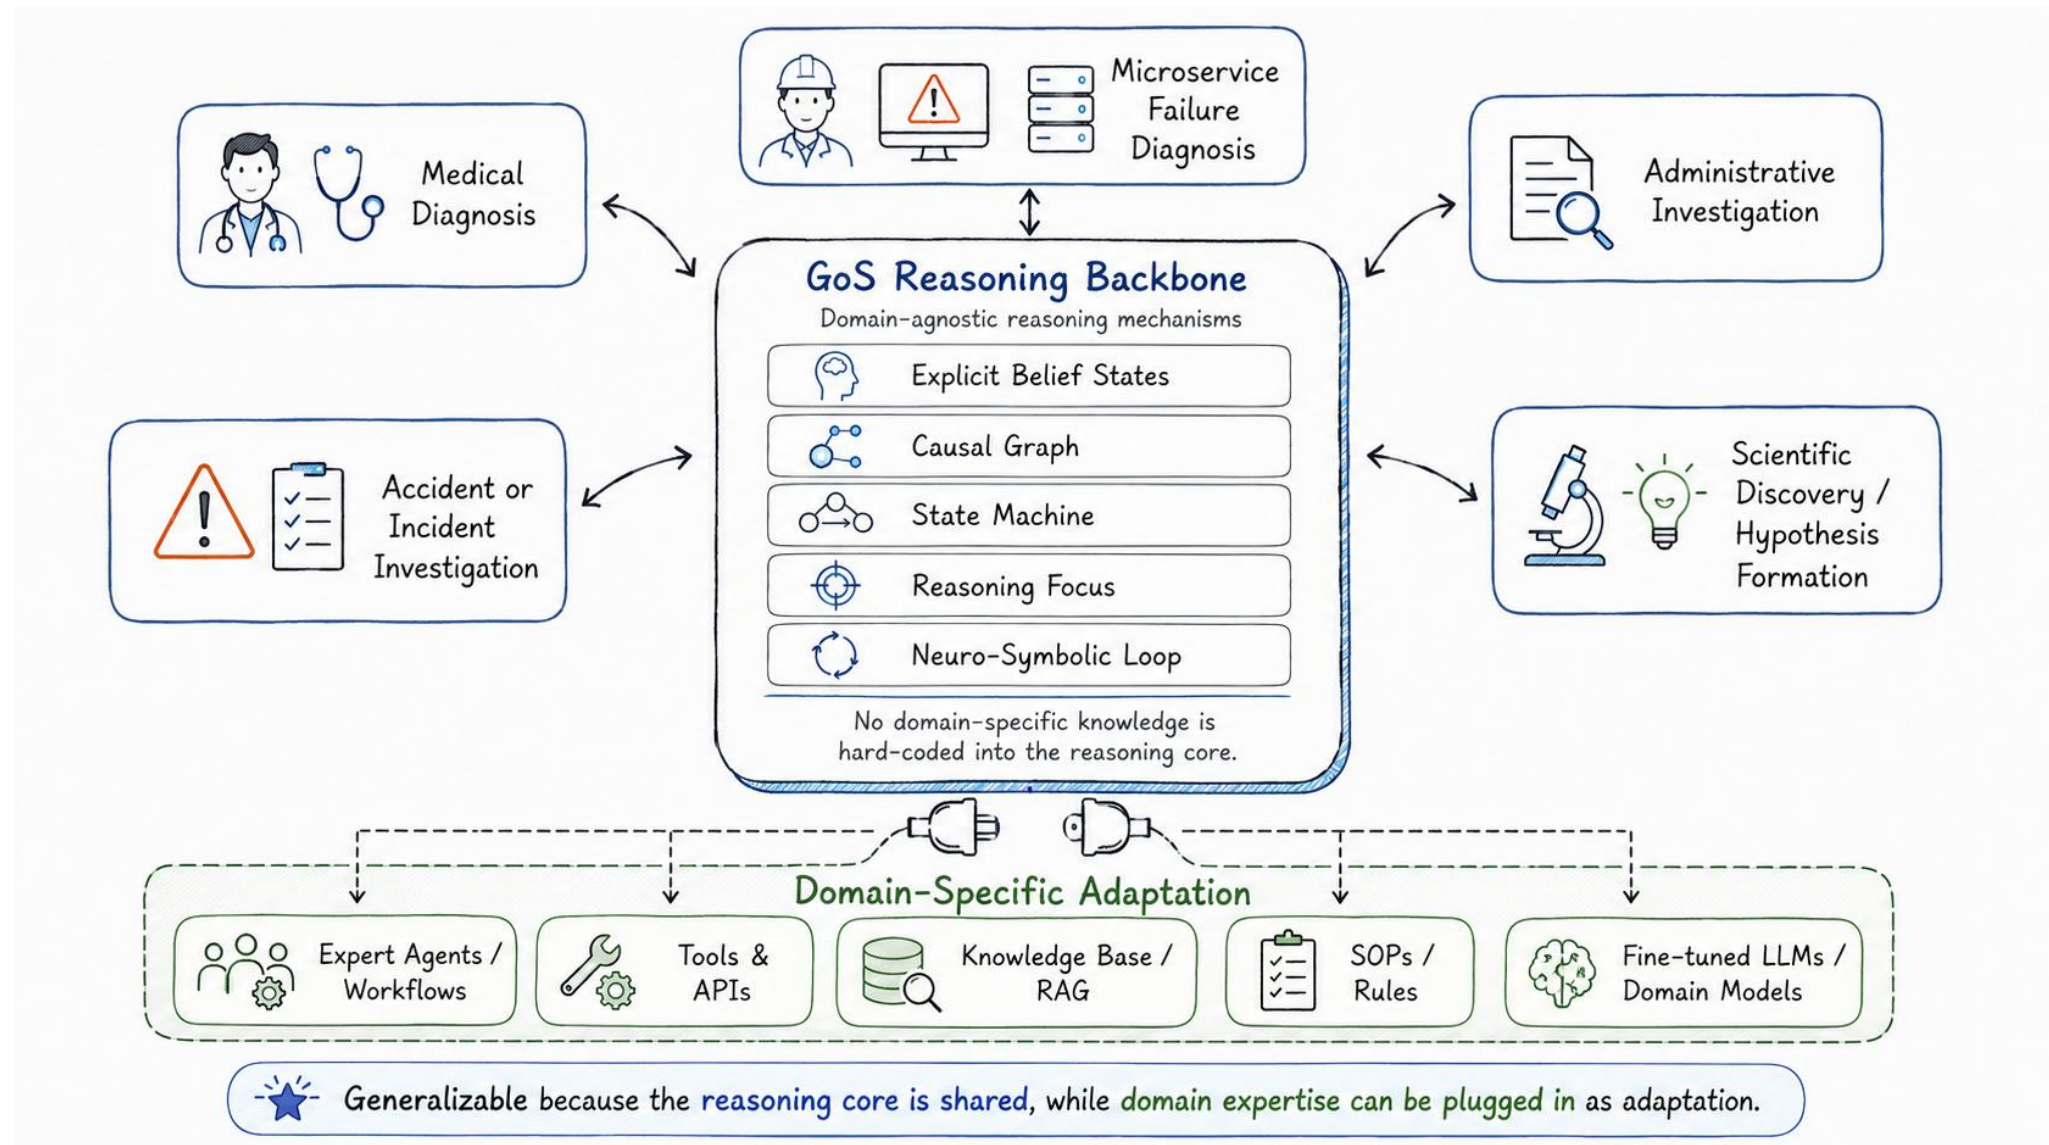 Microservice
Failure
Diagnosis
Medical
Diagnosis
Administrative
Investigation
GoS Reasoning Backbone
Domain-agnostic reasoning mechanisms
Explicit Belief States
Causal Graph
State Machine
Reasoning Focus
Neuro-Symbolic Loop
No domain-specific knowledge is
hard-coded into the reasoning core.
Accident or
Incident
Investigation
Scientific
Discovery /
Hypothesis
Formation
Domain-Specific Adaptation
Expert Agents /
Workflows
Tools &
APIs
Knowledge Base /
RAG
SOPs /
Rules
Fine-tuned LLMs /
Domain Models
Generalizable because the reasoning core is shared, while domain expertise can be plugged in as adaptation.